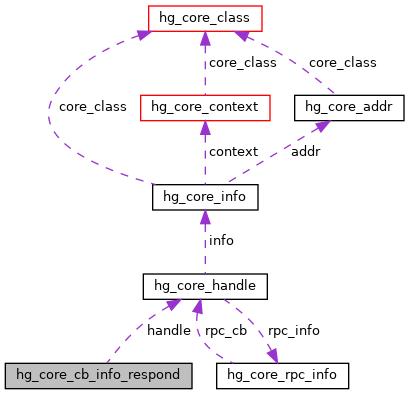 hg_core_class
core_class
core_class
core_class
hg_core_context
hg_core_addr
context
addr
hg_core_info
info
hg_core_handle
handle
rpc_cb
rpc_info
hg_core_cb_info_respond
hg_core_rpc_info